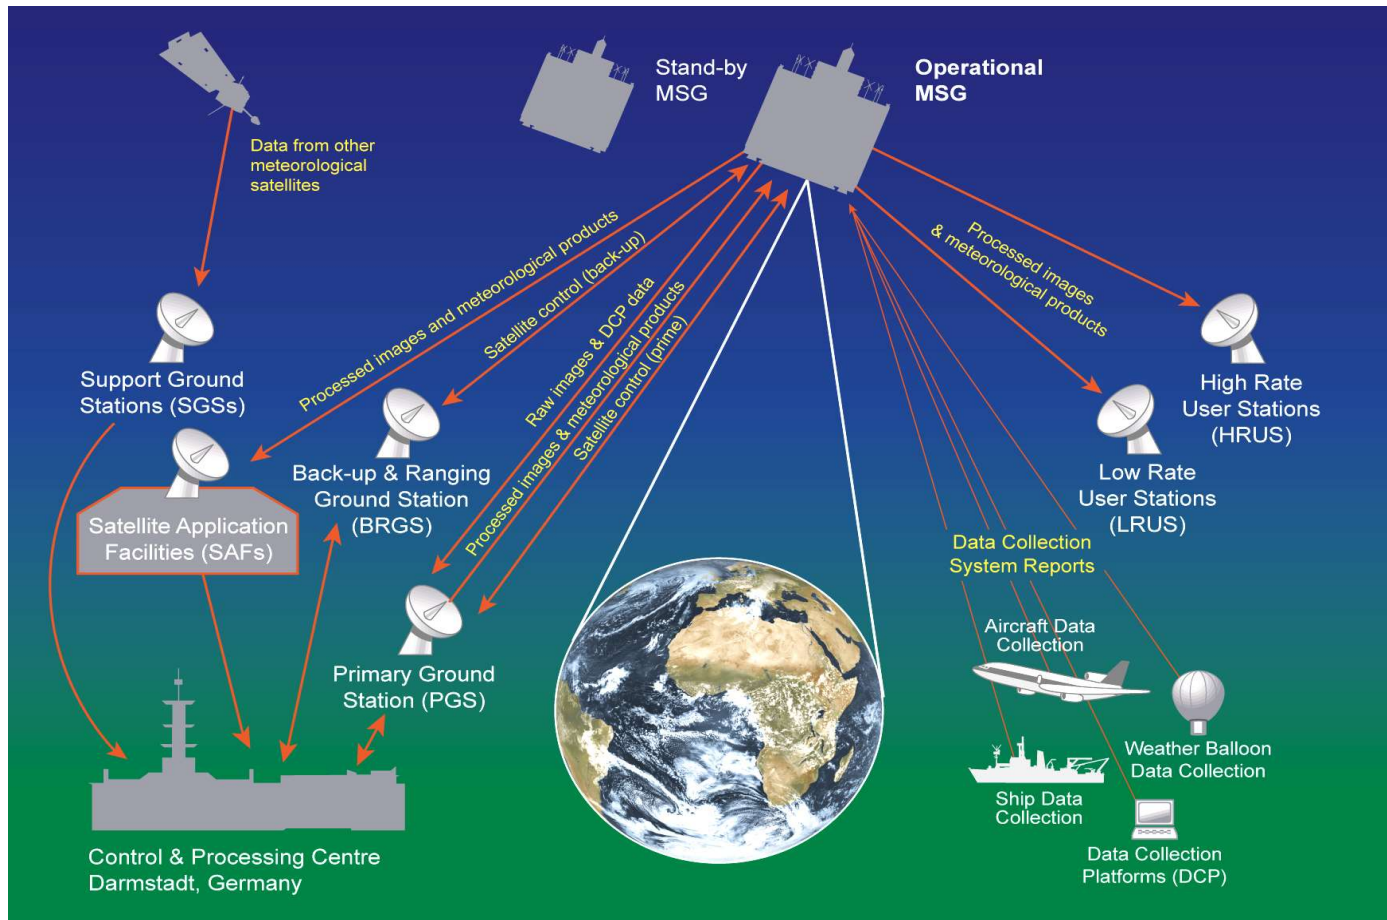 Stand-by
MSG
Operational
MSG
Data from other
meteorological
satellites
Processed images and meteorological products
Satellite control (back-up)
Raw images & DCP data
Processed images & meteorological products
Satellite control (prime)
Processed images
& meteorological products
Support Ground
Stations (SGSs)
High Rate
User Stations
(HRUS)
Back-up & Ranging
Ground Station
(BRGS)
Low Rate
User Stations
(LRUS)
Satellite Application
Facilities (SAFs)
Data Collection
System Reports
Aircraft Data
Collection
Primary Ground
Station (PGS)
Weather Balloon
Data Collection
Ship Data
Collection
Control & Processing Centre
Darmstadt, Germany
Data Collection
Platforms (DCP)